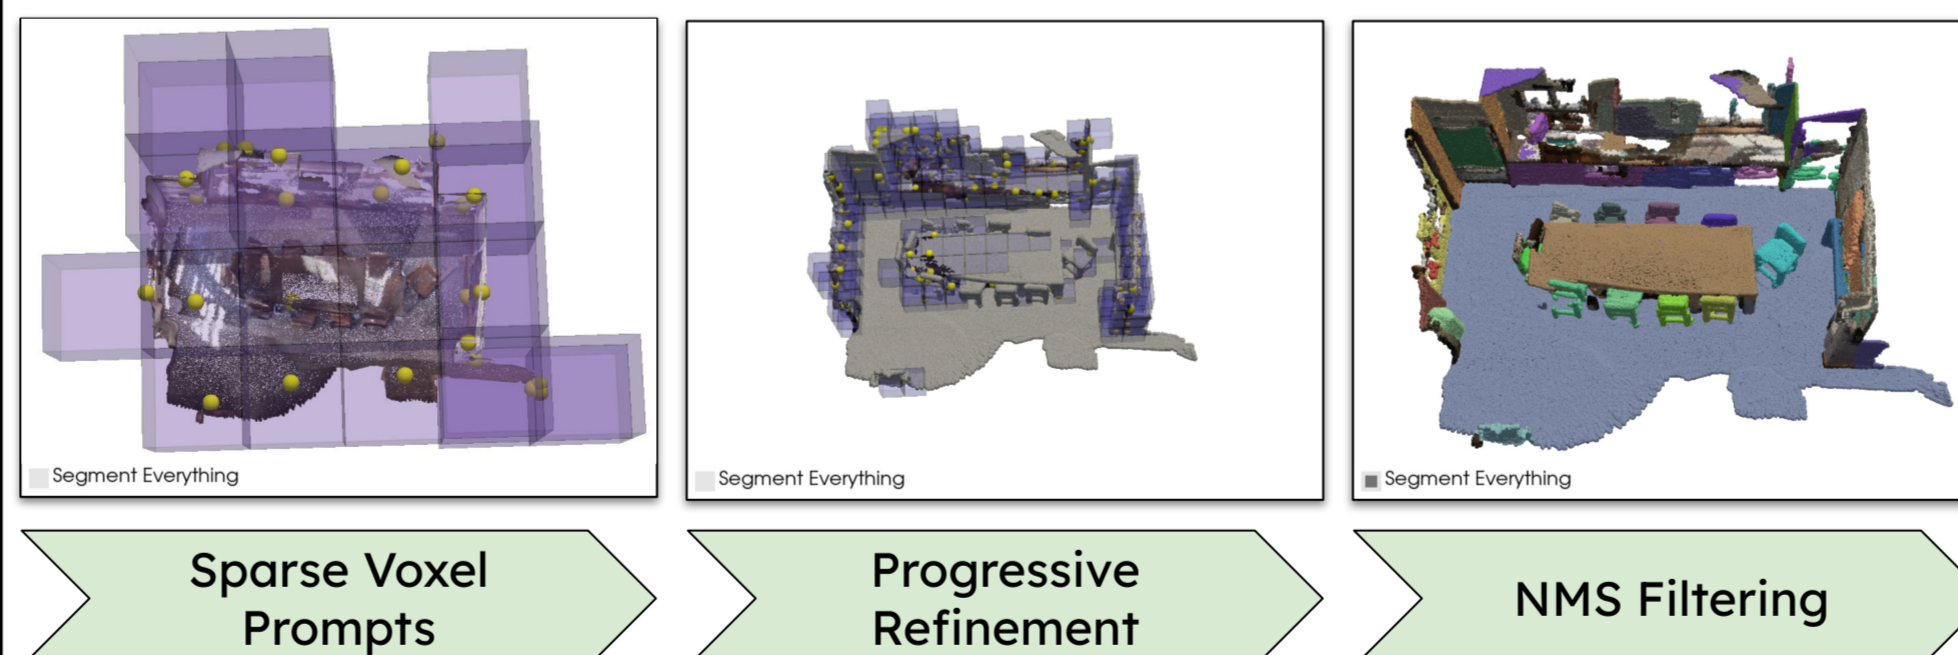 Segment Everything
Segment Everything
Segment Everything
Sparse Voxel
Prompts
Progressive
Refinement
NMS Filtering